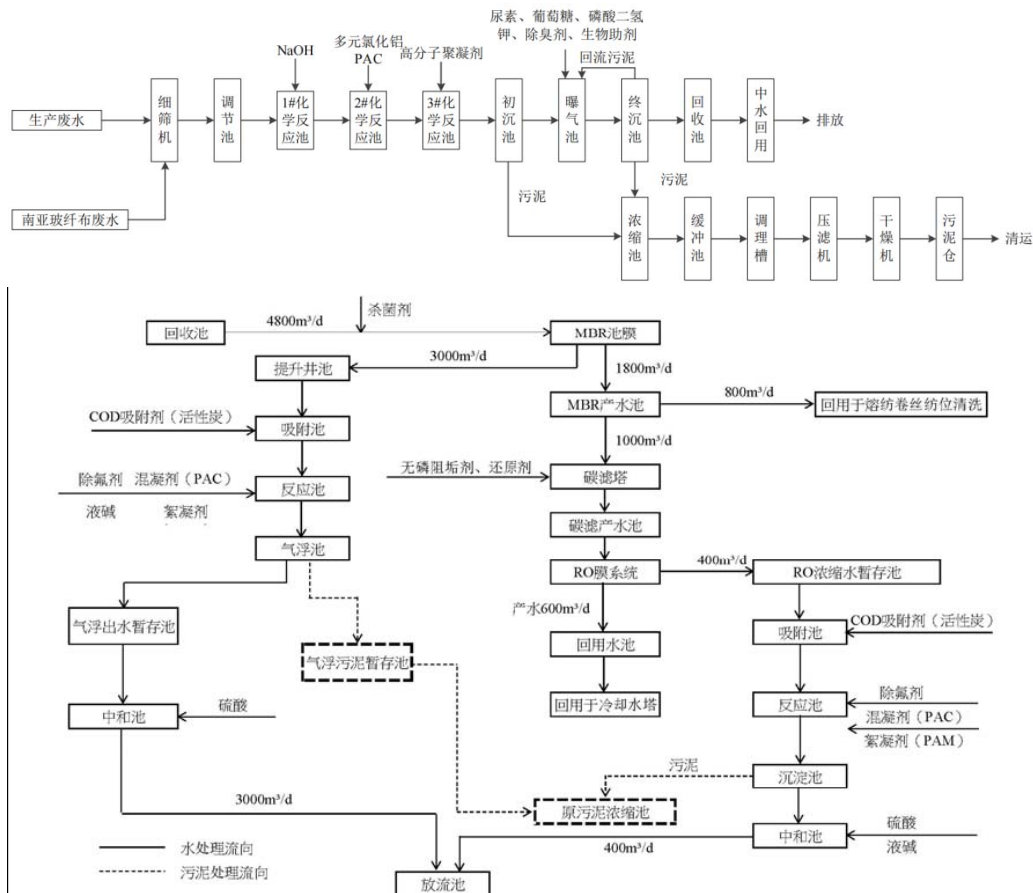 尿素、葡萄糖、磷酸二氢
钾、除臭剂、生物助剂
NaOH
多元氯化铝
PAC
高分子聚凝剂
回流污泥
生产废水
细筛机
调节池
1#化学反应池
2#化学反应池
3#化学反应池
初沉池
曝气池
终沉池
回收池
中水回用
排放
南亚玻纤布废水
污泥
污泥
浓缩池
缓冲池
调理槽
压滤机
干燥机
污泥仓
清运
杀菌剂
回收池
4800m³/d
MBR池膜
3000m³/d
提升井池
1800m³/d
800m³/d
MBR产水池
回用于熔纺卷丝纺位清洗
COD吸附剂（活性炭）
吸附池
1000m³/d
无磷阻垢剂、还原剂
碳滤塔
除氟剂 混凝剂（PAC）
反应池
液碱 絮凝剂
碳滤产水池
气浮池
400m³/d
RO膜系统
RO浓缩水暂存池
产水600m³/d
气浮出水暂存池
COD吸附剂（活性炭）
吸附池
回用水池
气浮污泥暂存池
除氟剂
回用于冷却水塔
反应池
中和池
硫酸
混凝剂（PAC）
絮凝剂（PAM）
污泥
沉淀池
3000m³/d
原污泥浓缩池
硫酸
中和池
液碱
400m³/d
水处理流向
污泥处理流向
放流池